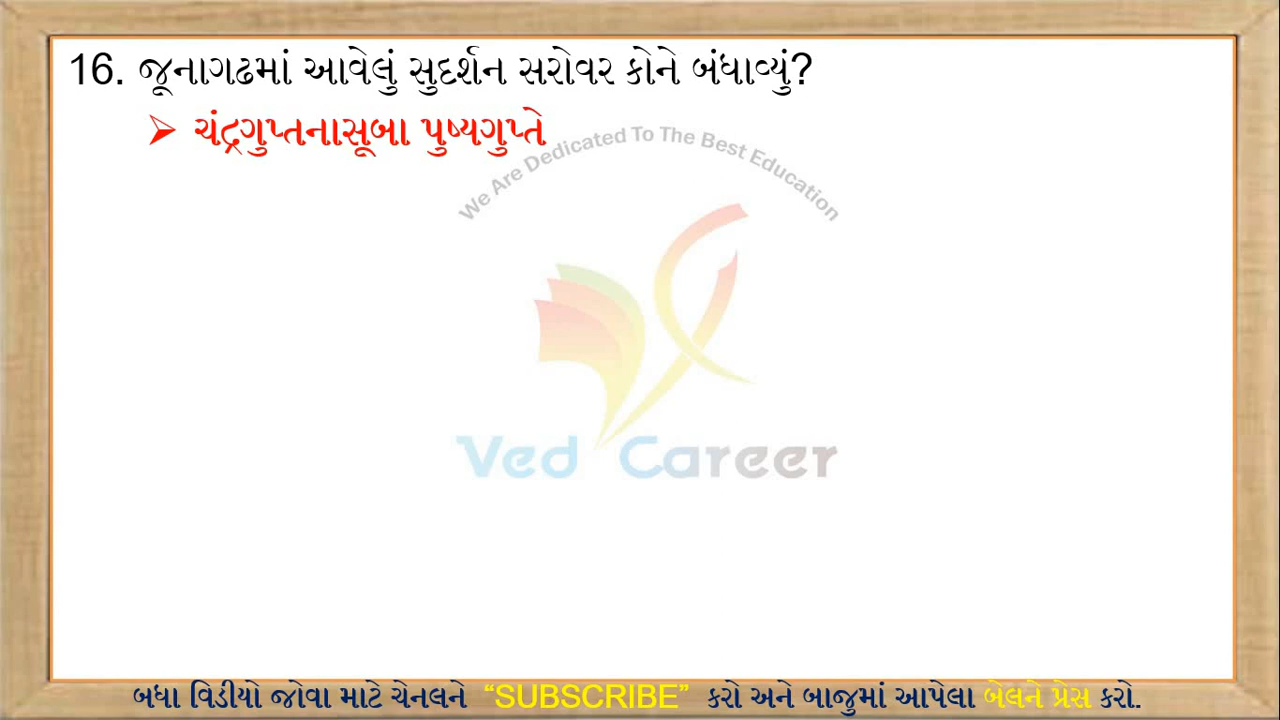 16. જૂનાગઢમાં આવેલું સુદર્શન સરોવર કોને બંધાવ્યું?
➢ ચંદ્રગુપ્તનાસૂબા પુષ્યગુપ્તે
We Are Dedicated To The Best Education
Ved Career
બધા વિડીયો જોવા માટે ચેનલને “SUBSCRIBE” કરો અને બાજુમાં આપેલા બેલને પ્રેસ કરો.